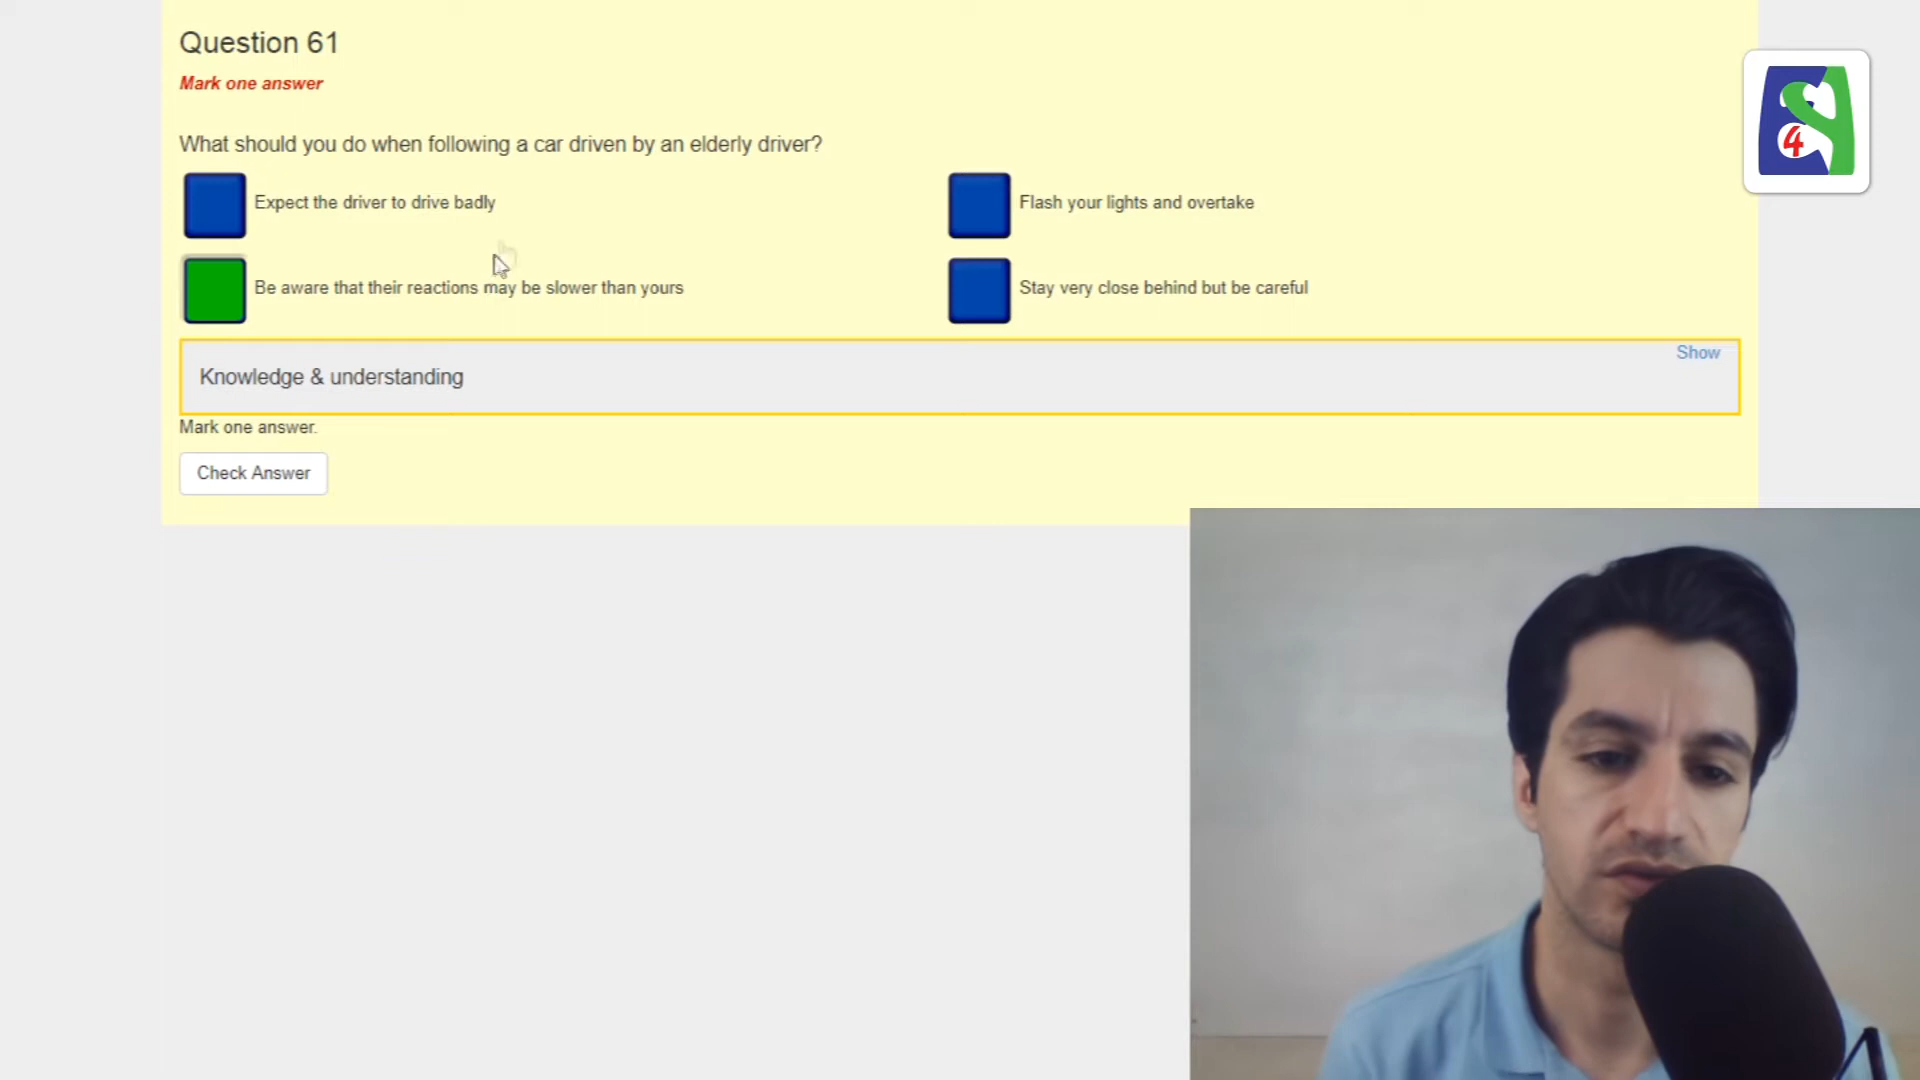 Question 61
Mark one answer
What should you do when following a car driven by an elderly driver?
Expect the driver to drive badly
Flash your lights and overtake
Be aware that their reactions may be slower than yours
Stay very close behind but be careful
Show
Knowledge & understanding
Mark one answer.
Check Answer
4